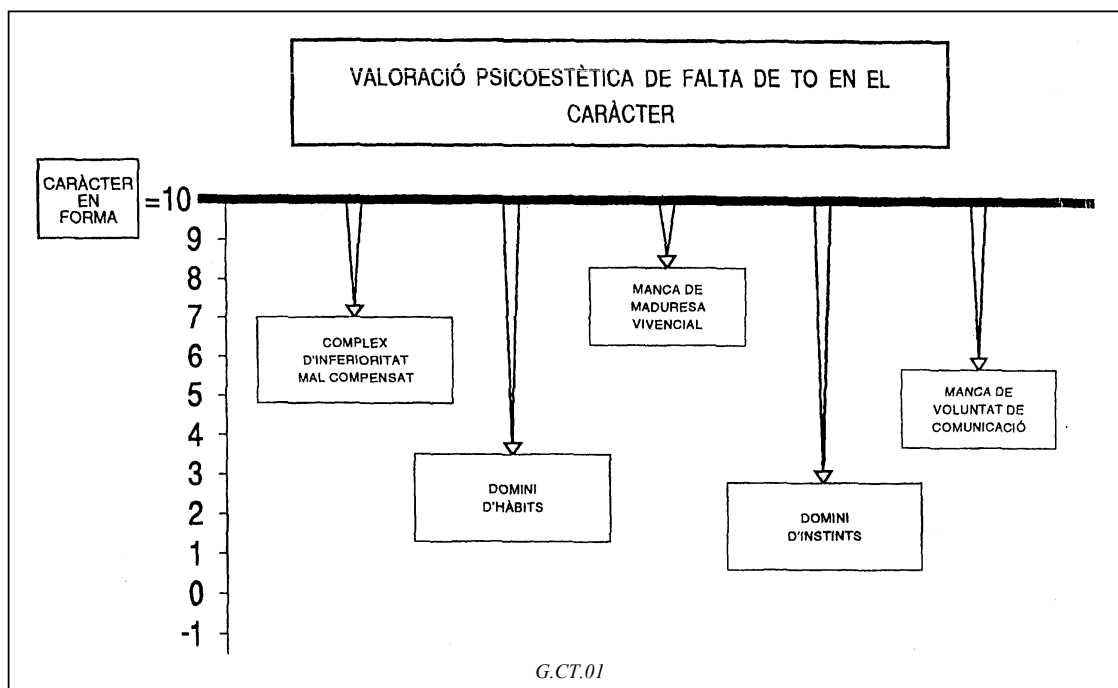 VALORACIÓ PSICOESTÈTICA DE FALTA DE TO EN EL
CARÀCTER
CARÀCTER
EN
FORMA
=10
9
8
7
6
5
4
3
2
1
0
-1
COMPLEX
D'INFERIORITAT
MAL COMPENSAT
DOMINI
D'HÀBITS
MANCA DE
MADURESA
VIVENCIAL
DOMINI
D'INSTINTS
MANCA DE
VOLUNTAT DE
COMUNICACIÓ
G.CT.01